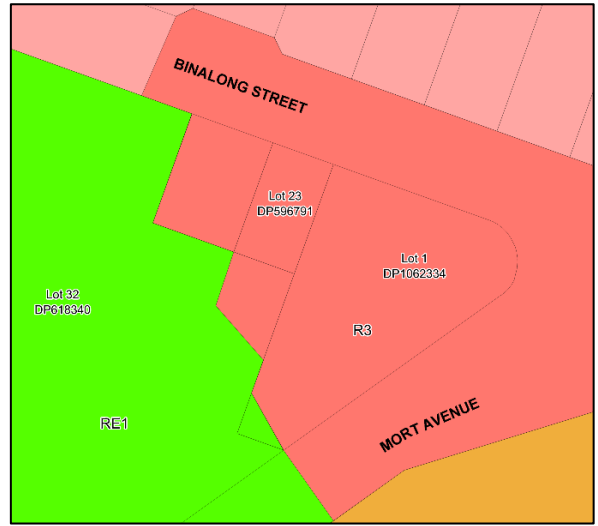 BINALONG STREET
Lot 23
DP596791
Lot 1
DP1062334
Lot 32
DP618340
R3
RE1
MORT AVENUE